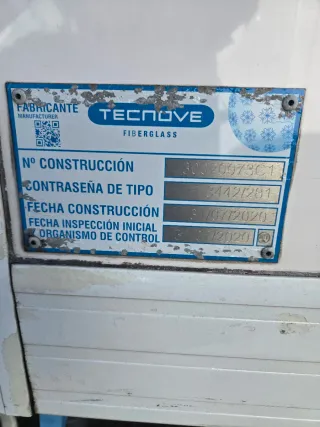 FABRICANTE
MANUFACTURER
TECNOVE
FIBERGLASS
Nº CONSTRUCCIÓN
CONTRASEÑA DE TIPO
FECHA CONSTRUCCIÓN
FECHA INSPECCIÓN INICIAL
Y ORGANISMO DE CONTROL